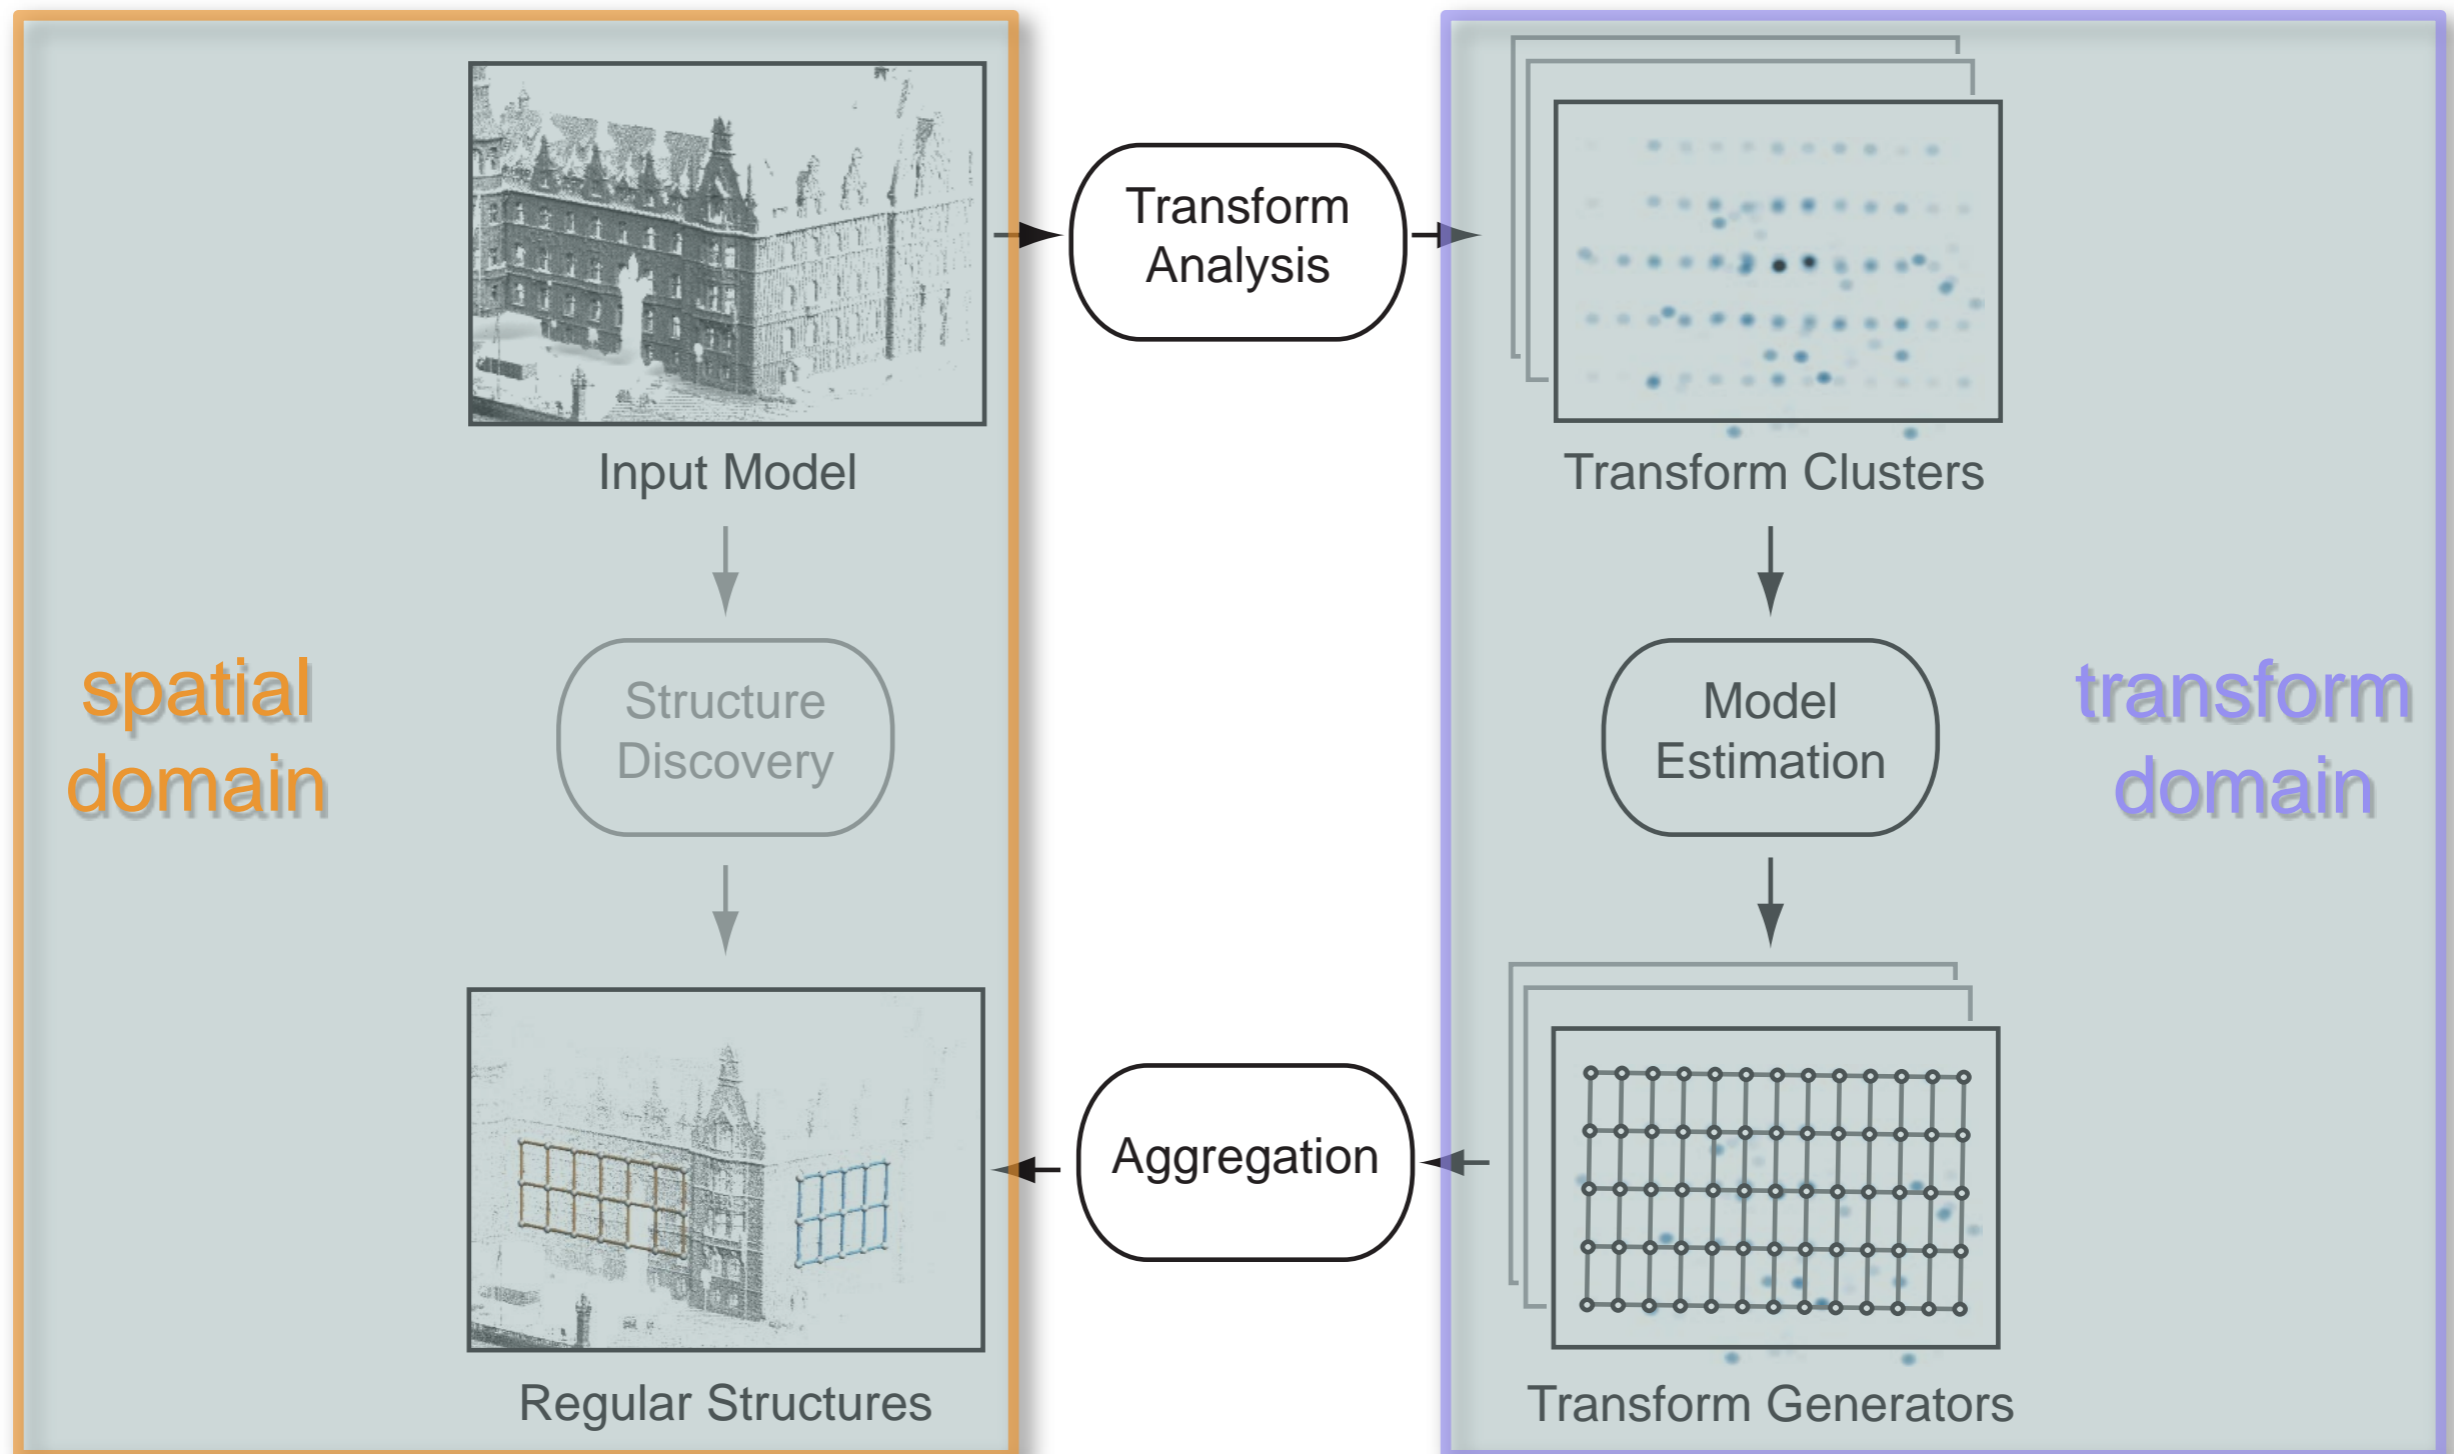 Transform
Analysis
Input Model
Transform Clusters
spatial
domain
Structure
Discovery
Model
Estimation
transform
domain
Aggregation
Regular Structures
Transform Generators